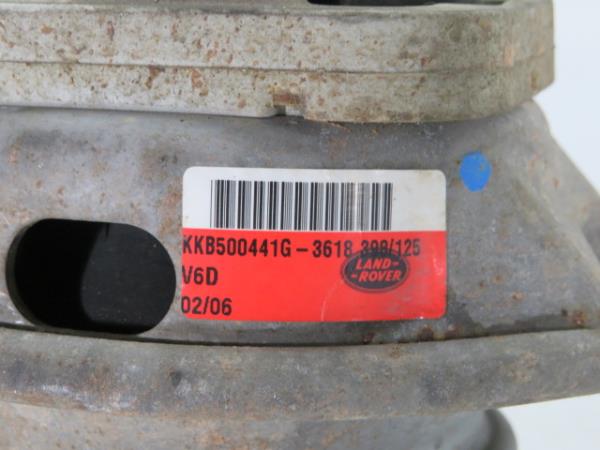 KKB500441G-3618 398/125
V6D
LAND-
-ROVER
02/06